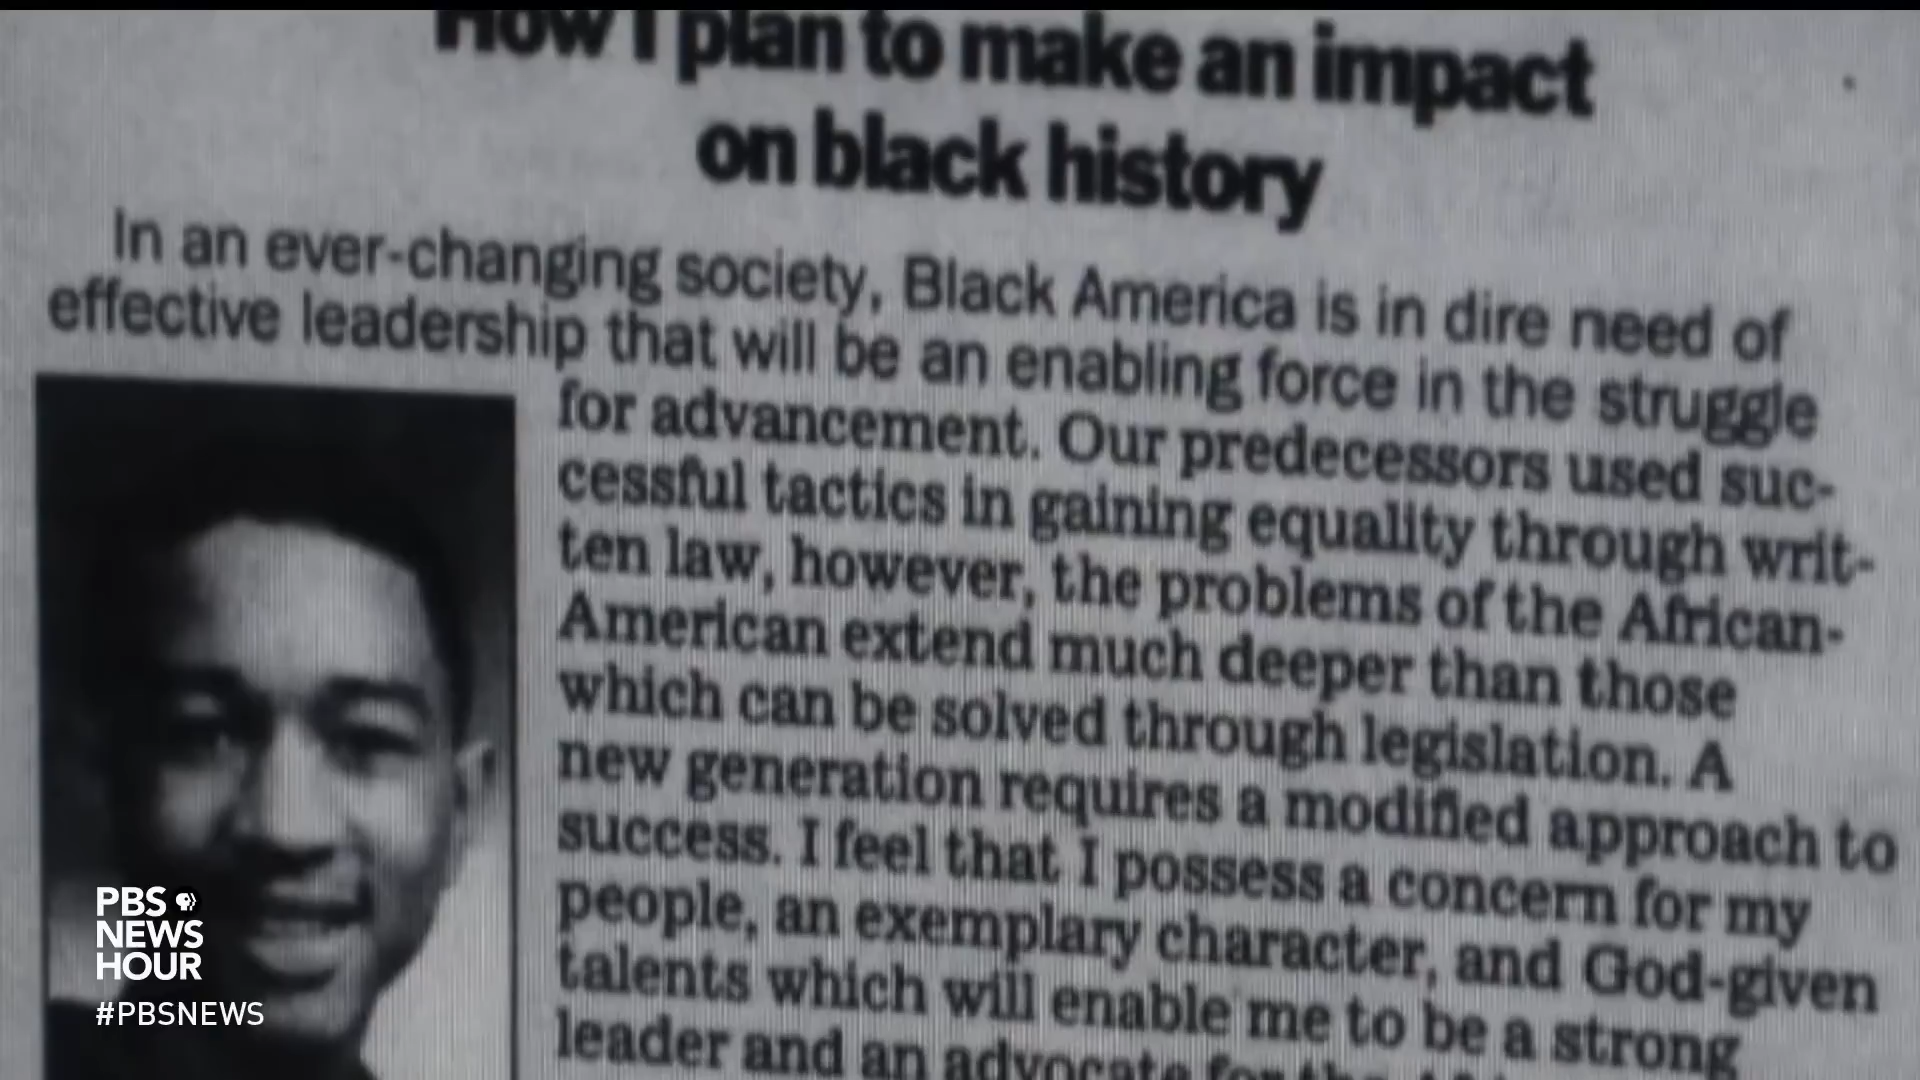 How I plan to make an impact
on black history
In an ever-changing society, Black America is in dire need of
effective leadership that will be an enabling force in the struggle
for advancement. Our predecessors used suc-
cessful tactics in gaining equality through writ-
ten law, however, the problems of the African-
American extend much deeper than those
which can be solved through legislation. A
new generation requires a modified approach to
success. I feel that I possess a concern for my
people, an exemplary character, and God-given
talents which will enable me to be a strong
leader and an advocate for the
PBS
NEWS
HOUR
#PBSNEWS